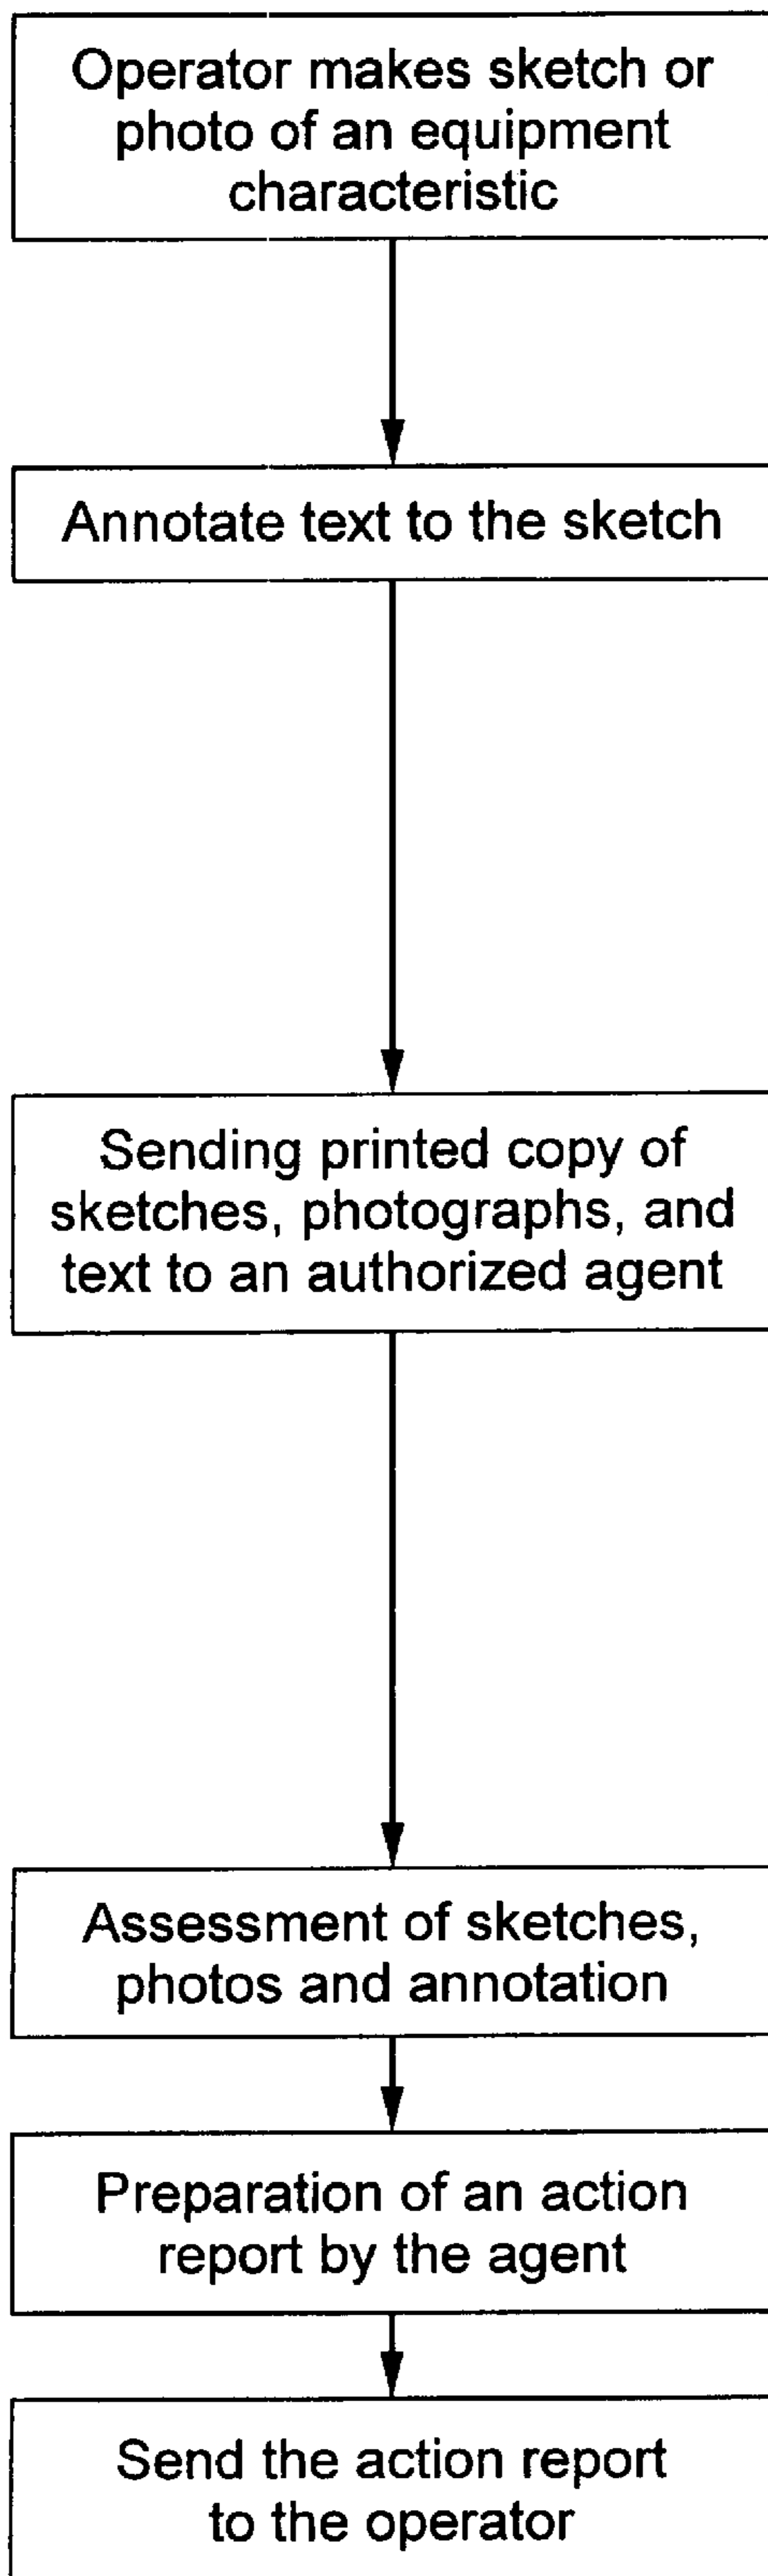 Operator makes sketch or
photo of an equipment
characteristic
Annotate text to the sketch
Sending printed copy of
sketches, photographs, and
text to an authorized agent
Assessment of sketches,
photos and annotation
Preparation of an action
report by the agent
Send the action report
to the operator